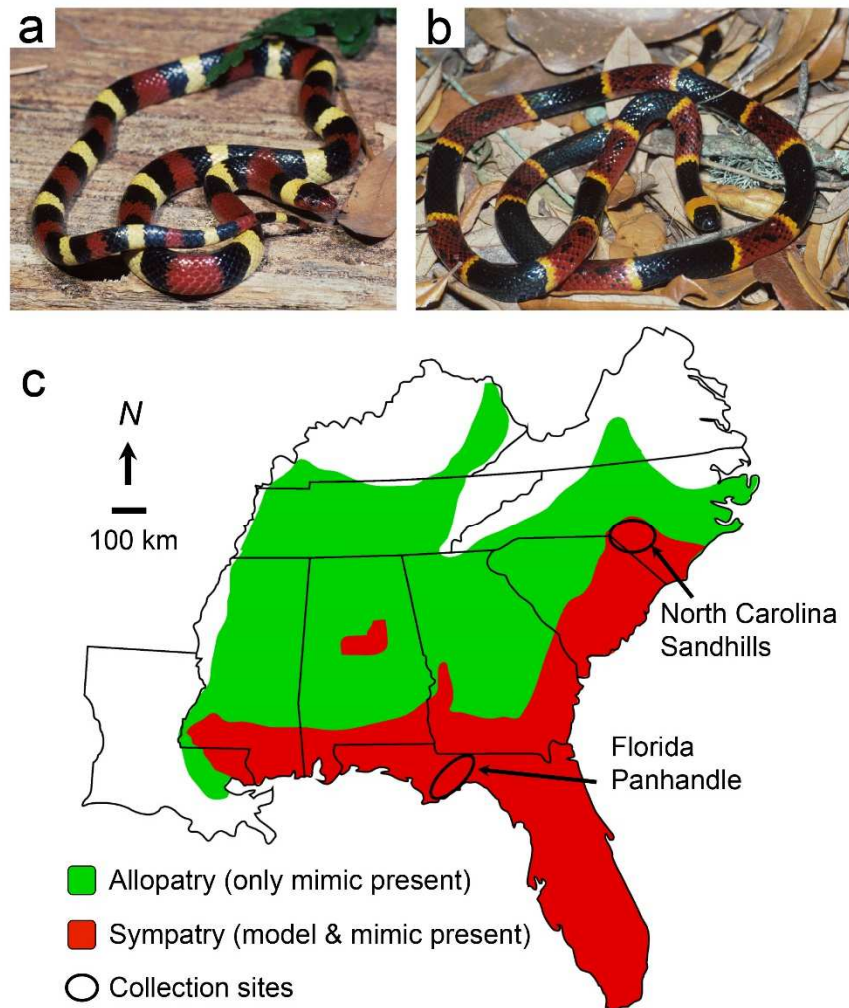 a
b
c
N
100 km
North Carolina
Sandhills
Florida
Panhandle
Allopatry (only mimic present)
Sympatry (model & mimic present)
Collection sites